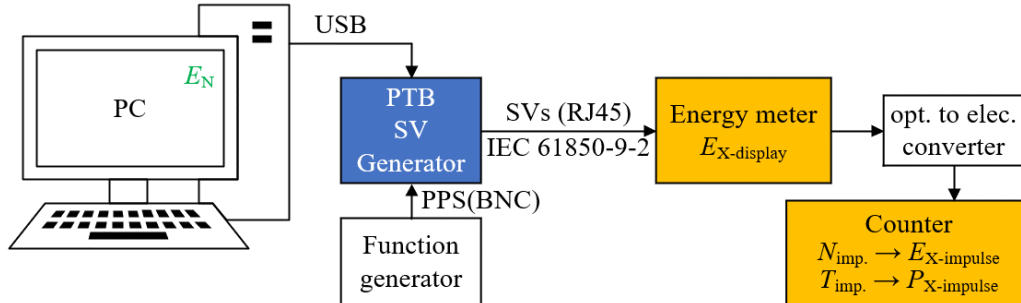 USB
E_N
PC
PTB
SV
Generator
SVs (RJ45)
IEC 61850-9-2
Energy meter
E_X-display
opt. to elec.
converter
PPS(BNC)
Function
generator
Counter
N_imp. → E_X-impulse
T_imp. → P_X-impulse